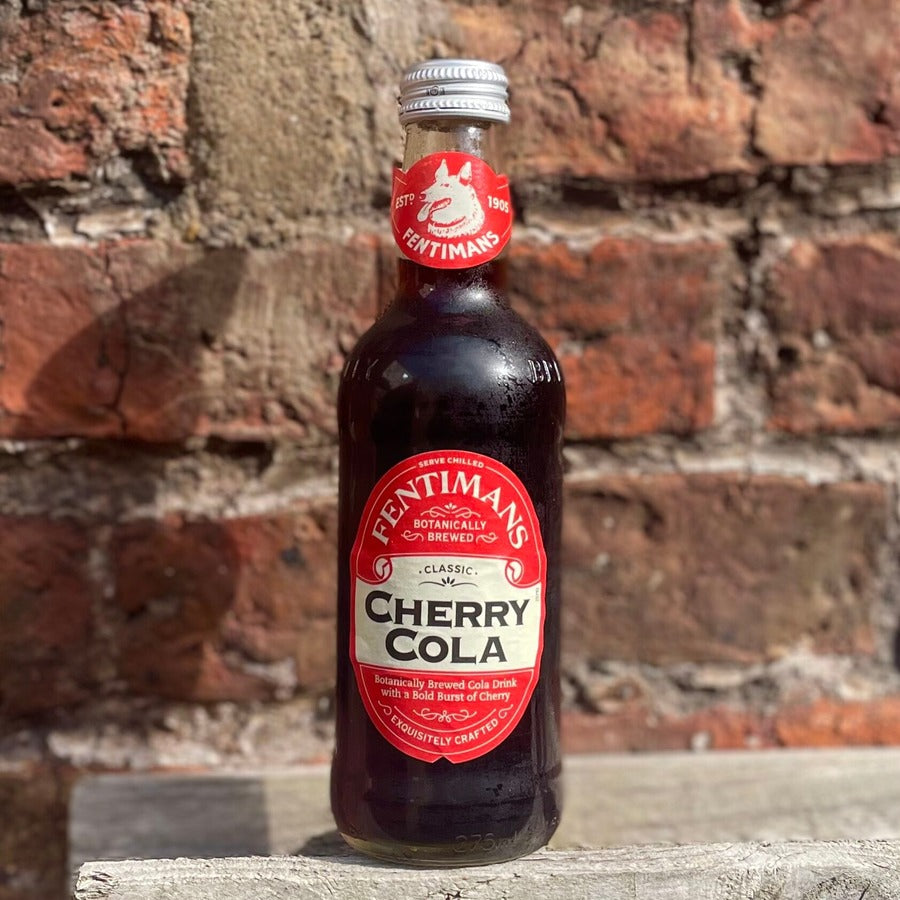 ESTD 1905
FENTIMANS
SERVE CHILLED
FENTIMANS
BOTANICALLY
BREWED
· CLASSIC ·
CHERRY
COLA
Botanically Brewed Cola Drink
with a Bold Burst of Cherry
EXQUISITELY CRAFTED